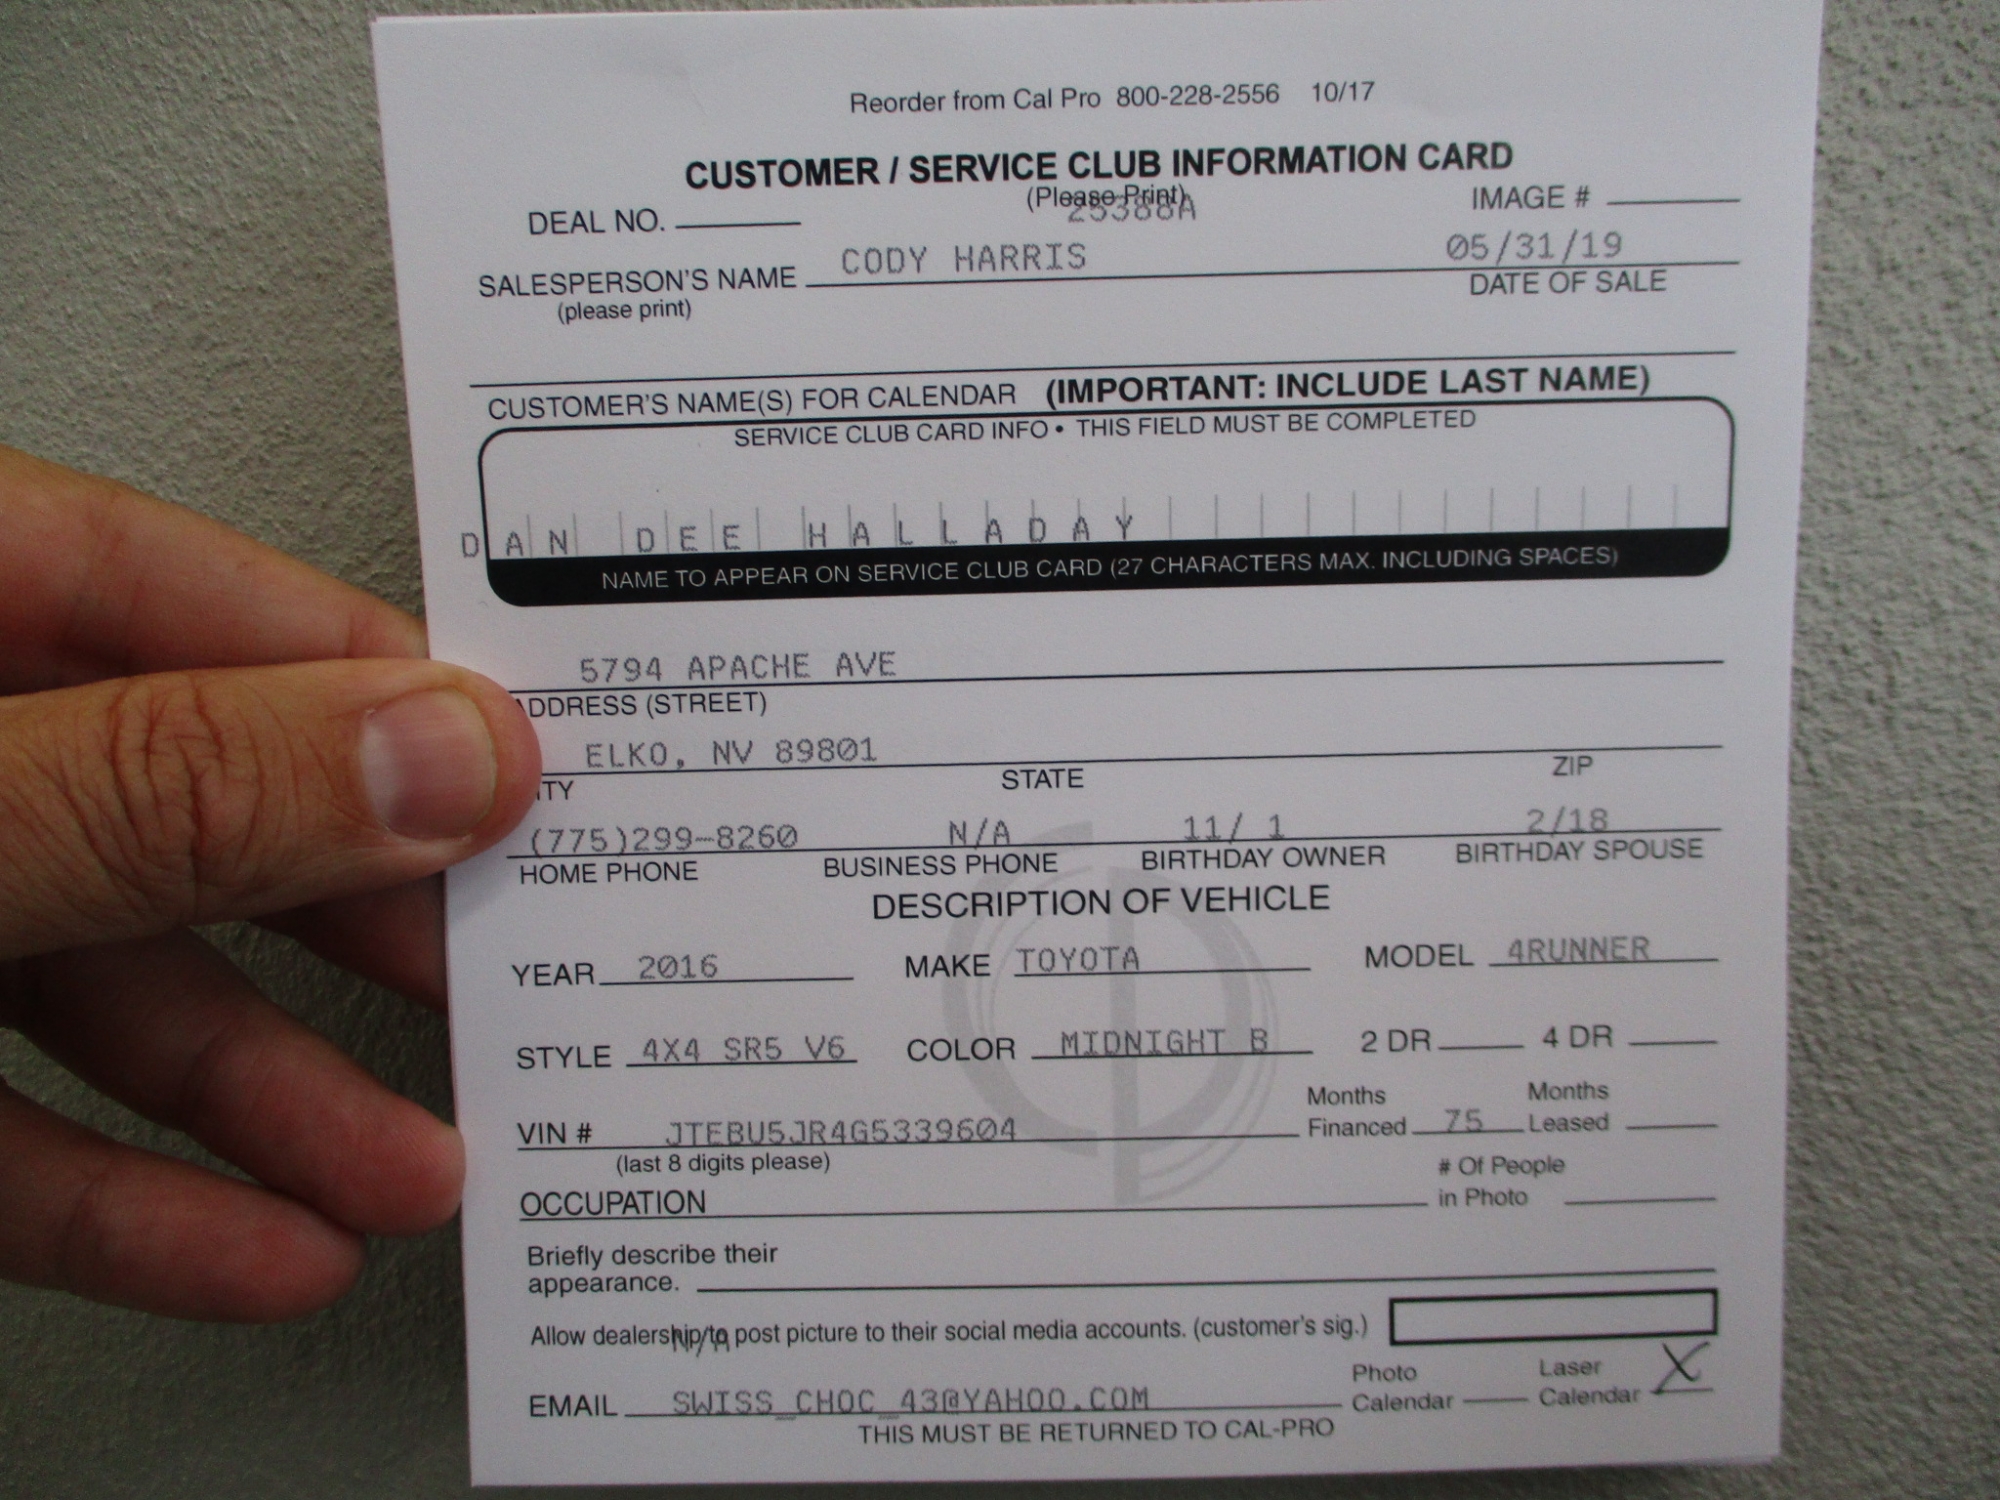 Reorder from Cal Pro 800-228-2556 10/17
CUSTOMER / SERVICE CLUB INFORMATION CARD
(Please Print)
25388A
DEAL NO. IMAGE #
SALESPERSON'S NAME CODY HARRIS 05/31/19
(please print) DATE OF SALE
CUSTOMER'S NAME(S) FOR CALENDAR (IMPORTANT: INCLUDE LAST NAME)
SERVICE CLUB CARD INFO • THIS FIELD MUST BE COMPLETED
DAN DEE HALLADAY
NAME TO APPEAR ON SERVICE CLUB CARD (27 CHARACTERS MAX. INCLUDING SPACES)
5794 APACHE AVE
ADDRESS (STREET)
ELKO, NV 89801
ITY STATE ZIP
(775)299-8260 N/A 11/ 1 2/18
HOME PHONE BUSINESS PHONE BIRTHDAY OWNER BIRTHDAY SPOUSE
DESCRIPTION OF VEHICLE
YEAR 2016 MAKE TOYOTA MODEL 4RUNNER
STYLE 4X4 SR5 V6 COLOR MIDNIGHT B 2 DR 4 DR
VIN # JTEBU5JR4G5339604 Months Financed 75 Months Leased
(last 8 digits please)
OCCUPATION # Of People in Photo
Briefly describe their
appearance.
Allow dealership to post picture to their social media accounts. (customer's sig.)
N/A
EMAIL SWISS_CHOC_43@YAHOO.COM Photo Calendar Laser Calendar X
THIS MUST BE RETURNED TO CAL-PRO